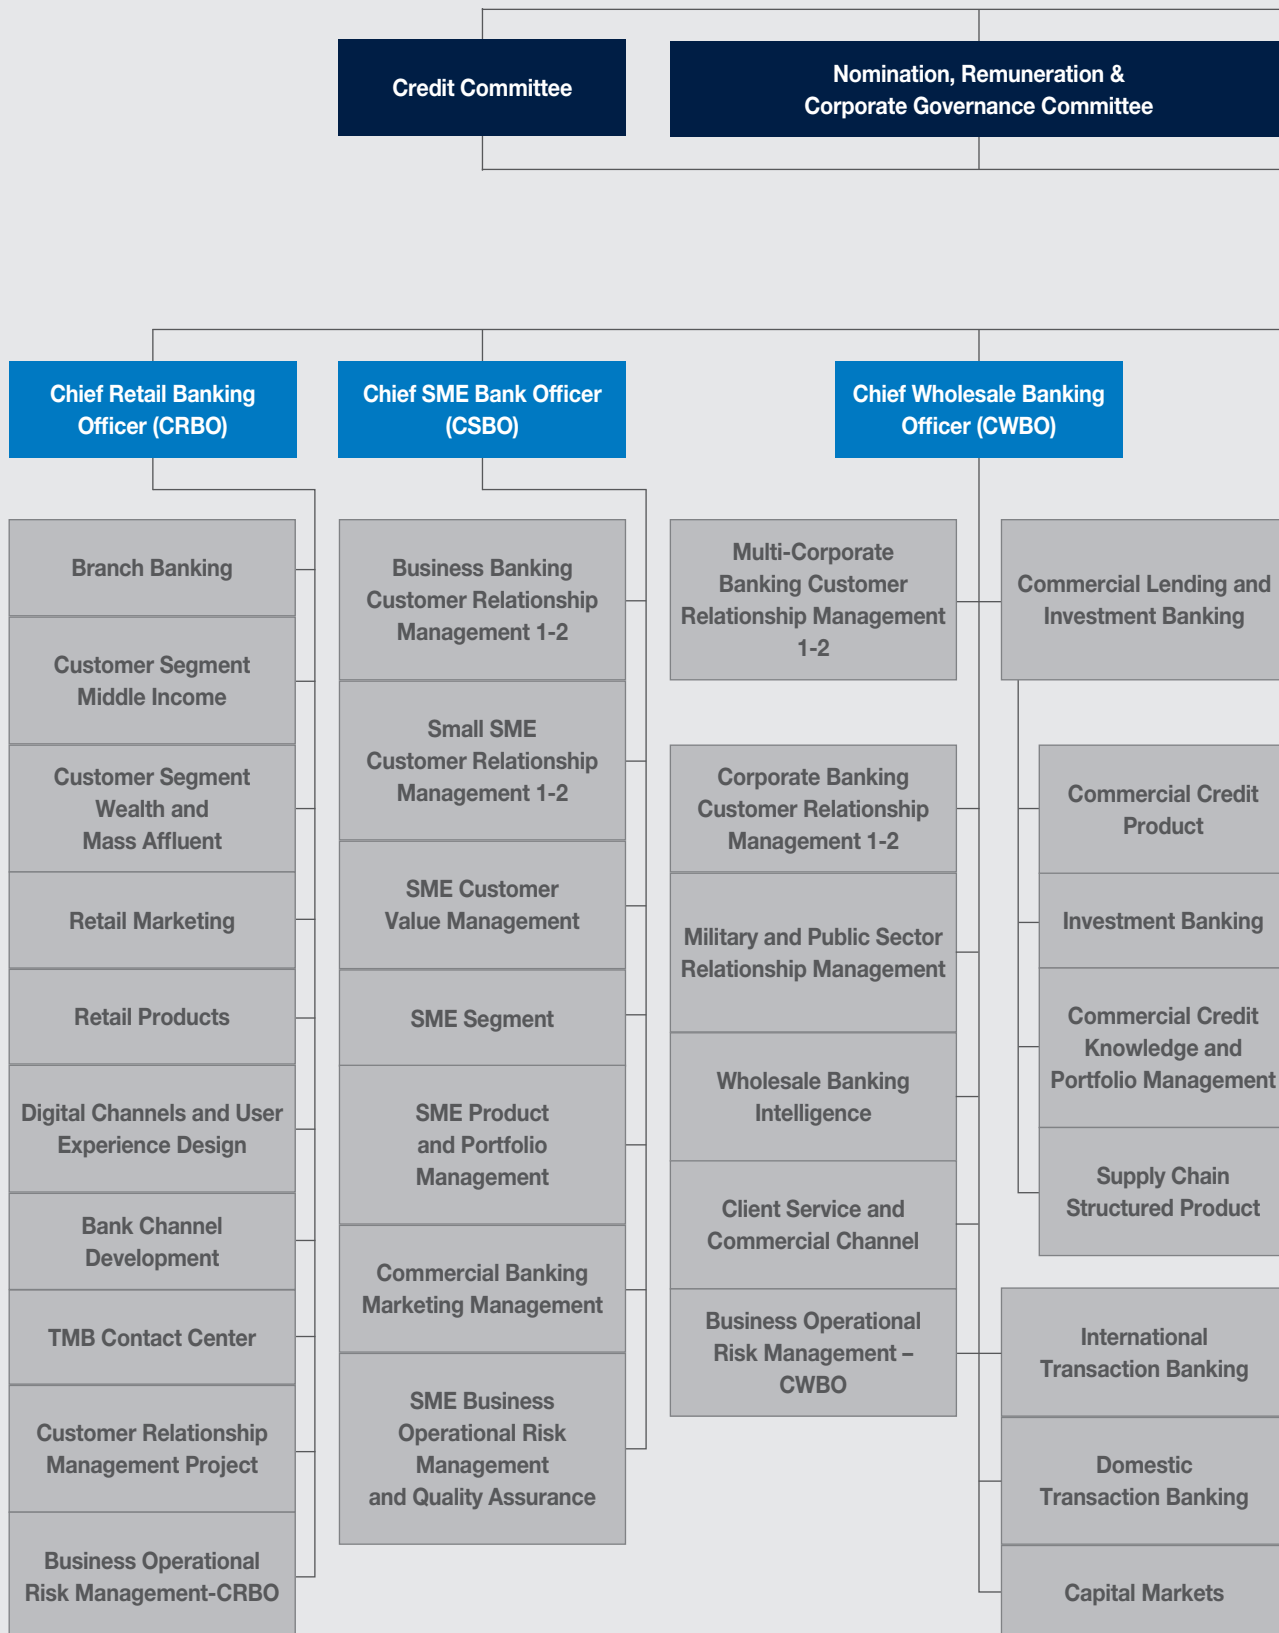 Credit Committee
Nomination, Remuneration &
Corporate Governance Committee
Chief Retail Banking
Officer (CRBO)
Chief SME Bank Officer
(CSBO)
Chief Wholesale Banking
Officer (CWBO)
Branch Banking
Customer Segment
Middle Income
Customer Segment
Wealth and
Mass Affluent
Retail Marketing
Retail Products
Digital Channels and User
Experience Design
Bank Channel
Development
TMB Contact Center
Customer Relationship
Management Project
Business Operational
Risk Management-CRBO
Business Banking
Customer Relationship
Management 1-2
Small SME
Customer Relationship
Management 1-2
SME Customer
Value Management
SME Segment
SME Product
and Portfolio
Management
Commercial Banking
Marketing Management
SME Business
Operational Risk
Management
and Quality Assurance
Multi-Corporate
Banking Customer
Relationship Management
1-2
Corporate Banking
Customer Relationship
Management 1-2
Military and Public Sector
Relationship Management
Wholesale Banking
Intelligence
Client Service and
Commercial Channel
Business Operational
Risk Management –
CWBO
Commercial Lending and
Investment Banking
Commercial Credit
Product
Investment Banking
Commercial Credit
Knowledge and
Portfolio Management
Supply Chain
Structured Product
International
Transaction Banking
Domestic
Transaction Banking
Capital Markets